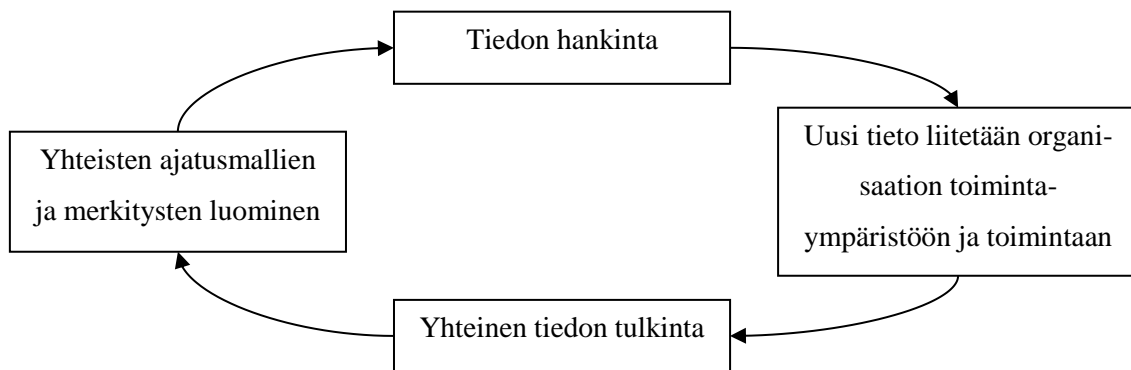 Tiedon hankinta
Uusi tieto liitetään organi-
saation toiminta-
ympäristöön ja toimintaan
Yhteinen tiedon tulkinta
Yhteisten ajatusmallien
ja merkitysten luominen